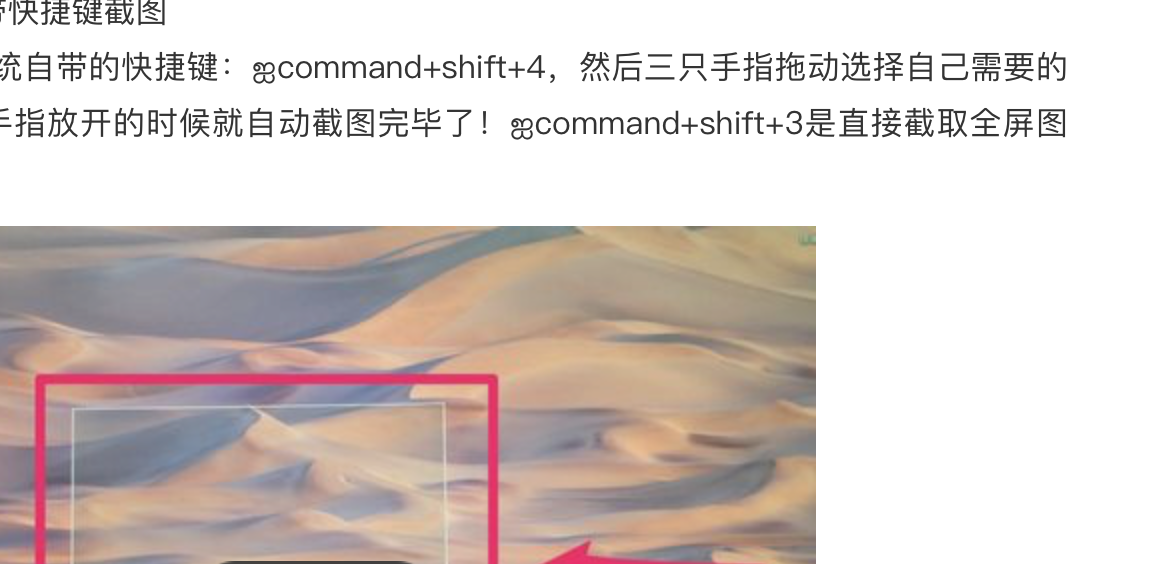 快捷键截图
统自带的快捷键：ஐcommand+shift+4，然后三只手指拖动选择自己需要的
手指放开的时候就自动截图完毕了！ஐcommand+shift+3是直接截取全屏图